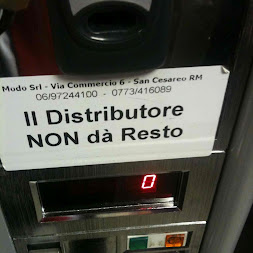 Modo Srl - Via Commercio 6 - San Cesareo RM
06/97244100 - 0773/416089
Il Distributore
NON dà Resto
0